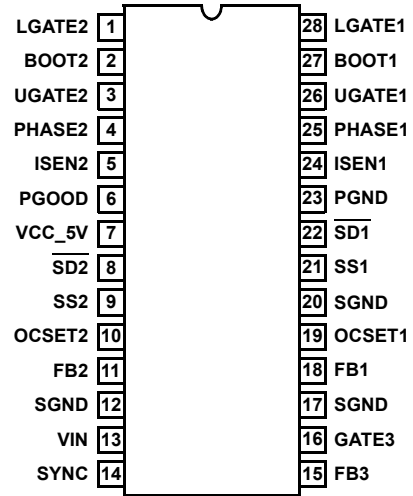 LGATE2 1 28 LGATE1
BOOT2 2 27 BOOT1
UGATE2 3 26 UGATE1
PHASE2 4 25 PHASE1
ISEN2 5 24 ISEN1
PGOOD 6 23 PGND
VCC_5V 7 22 SD1
SD2 8 21 SS1
SS2 9 20 SGND
OCSET2 10 19 OCSET1
FB2 11 18 FB1
SGND 12 17 SGND
VIN 13 16 GATE3
SYNC 14 15 FB3